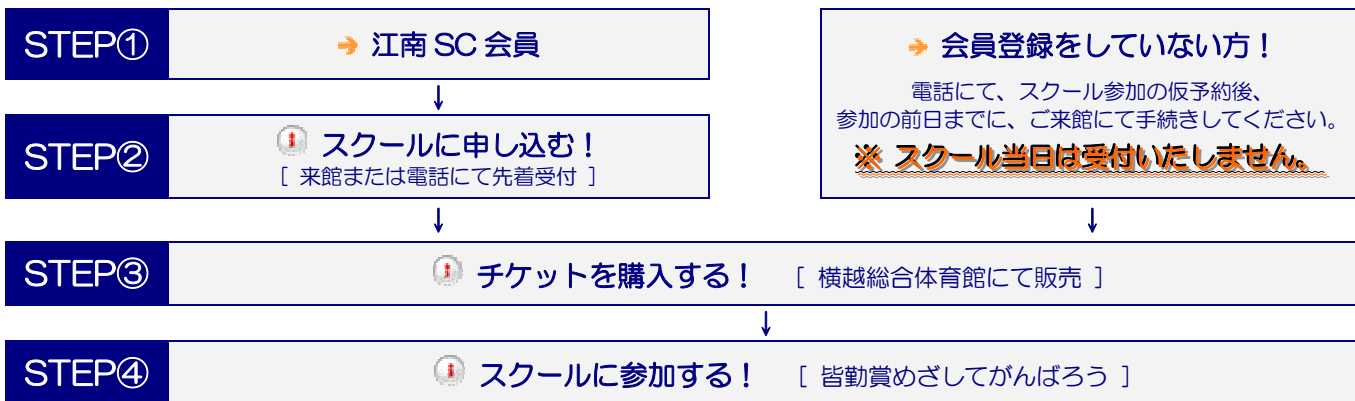 STEP① ➔ 江南 SC 会員
↓
STEP② スクールに申し込む！
[ 来館または電話にて先着受付 ]
↓
➔ 会員登録をしていない方！
電話にて、スクール参加の仮予約後、
参加の前日までに、ご来館にて手続きしてください。
※ スクール当日は受付いたしません。
↓
STEP③ チケットを購入する！ [ 横越総合体育館にて販売 ]
↓
STEP④ スクールに参加する！ [ 皆勤賞めざしてがんばろう ]